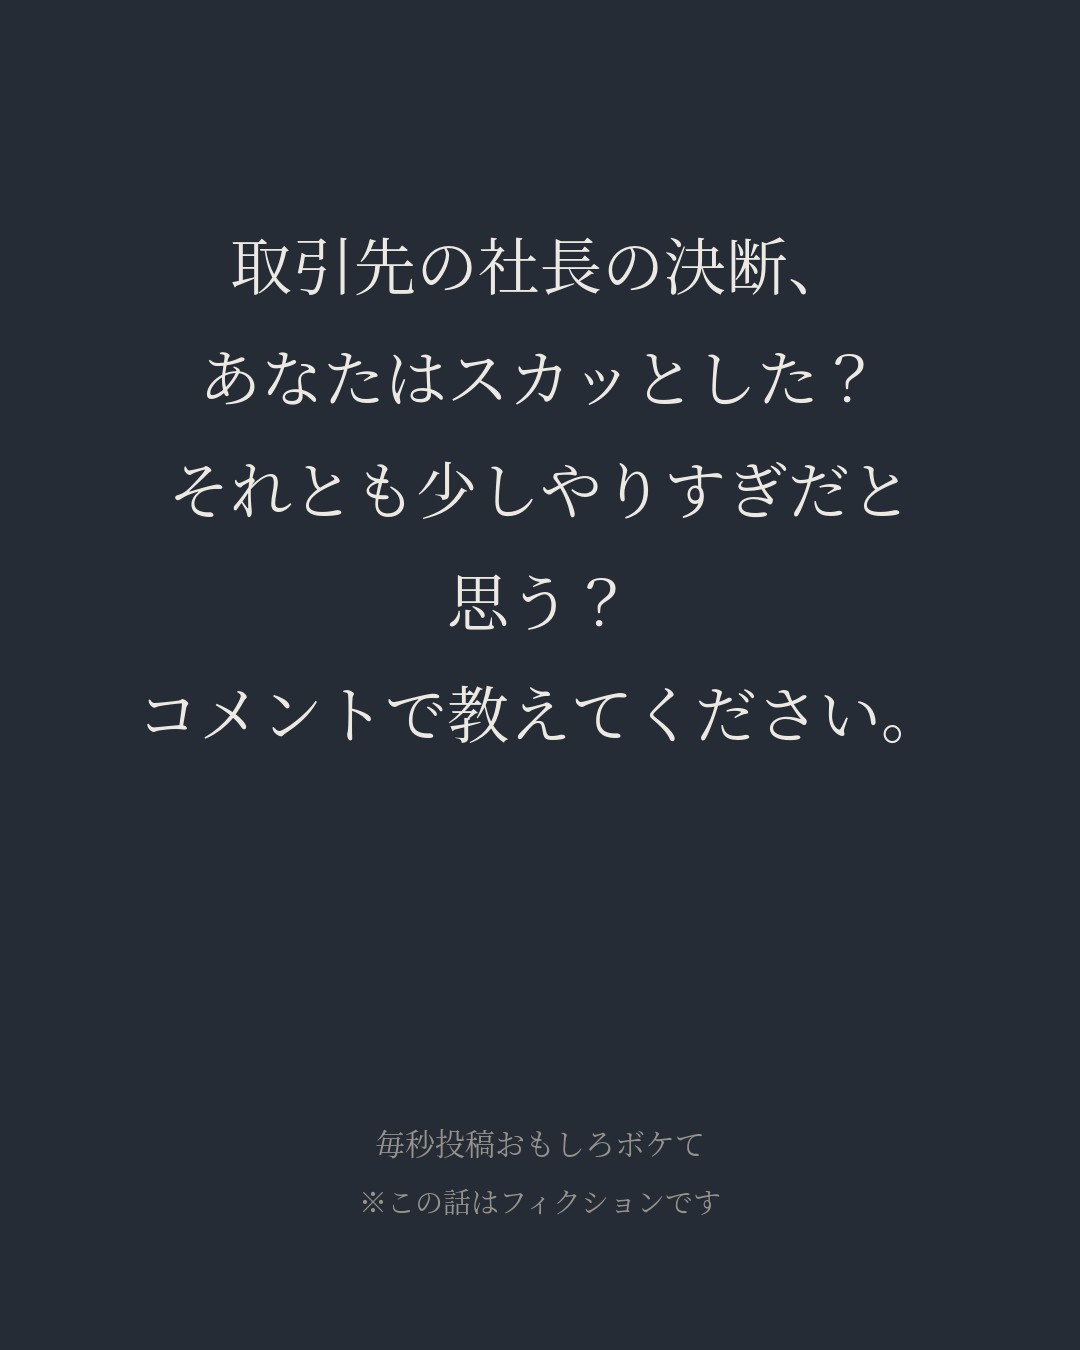 取引先の社長の決断、
あなたはスカッとした？
それとも少しやりすぎだと
思う？
コメントで教えてください。
毎秒投稿おもしろボケて
※この話はフィクションです